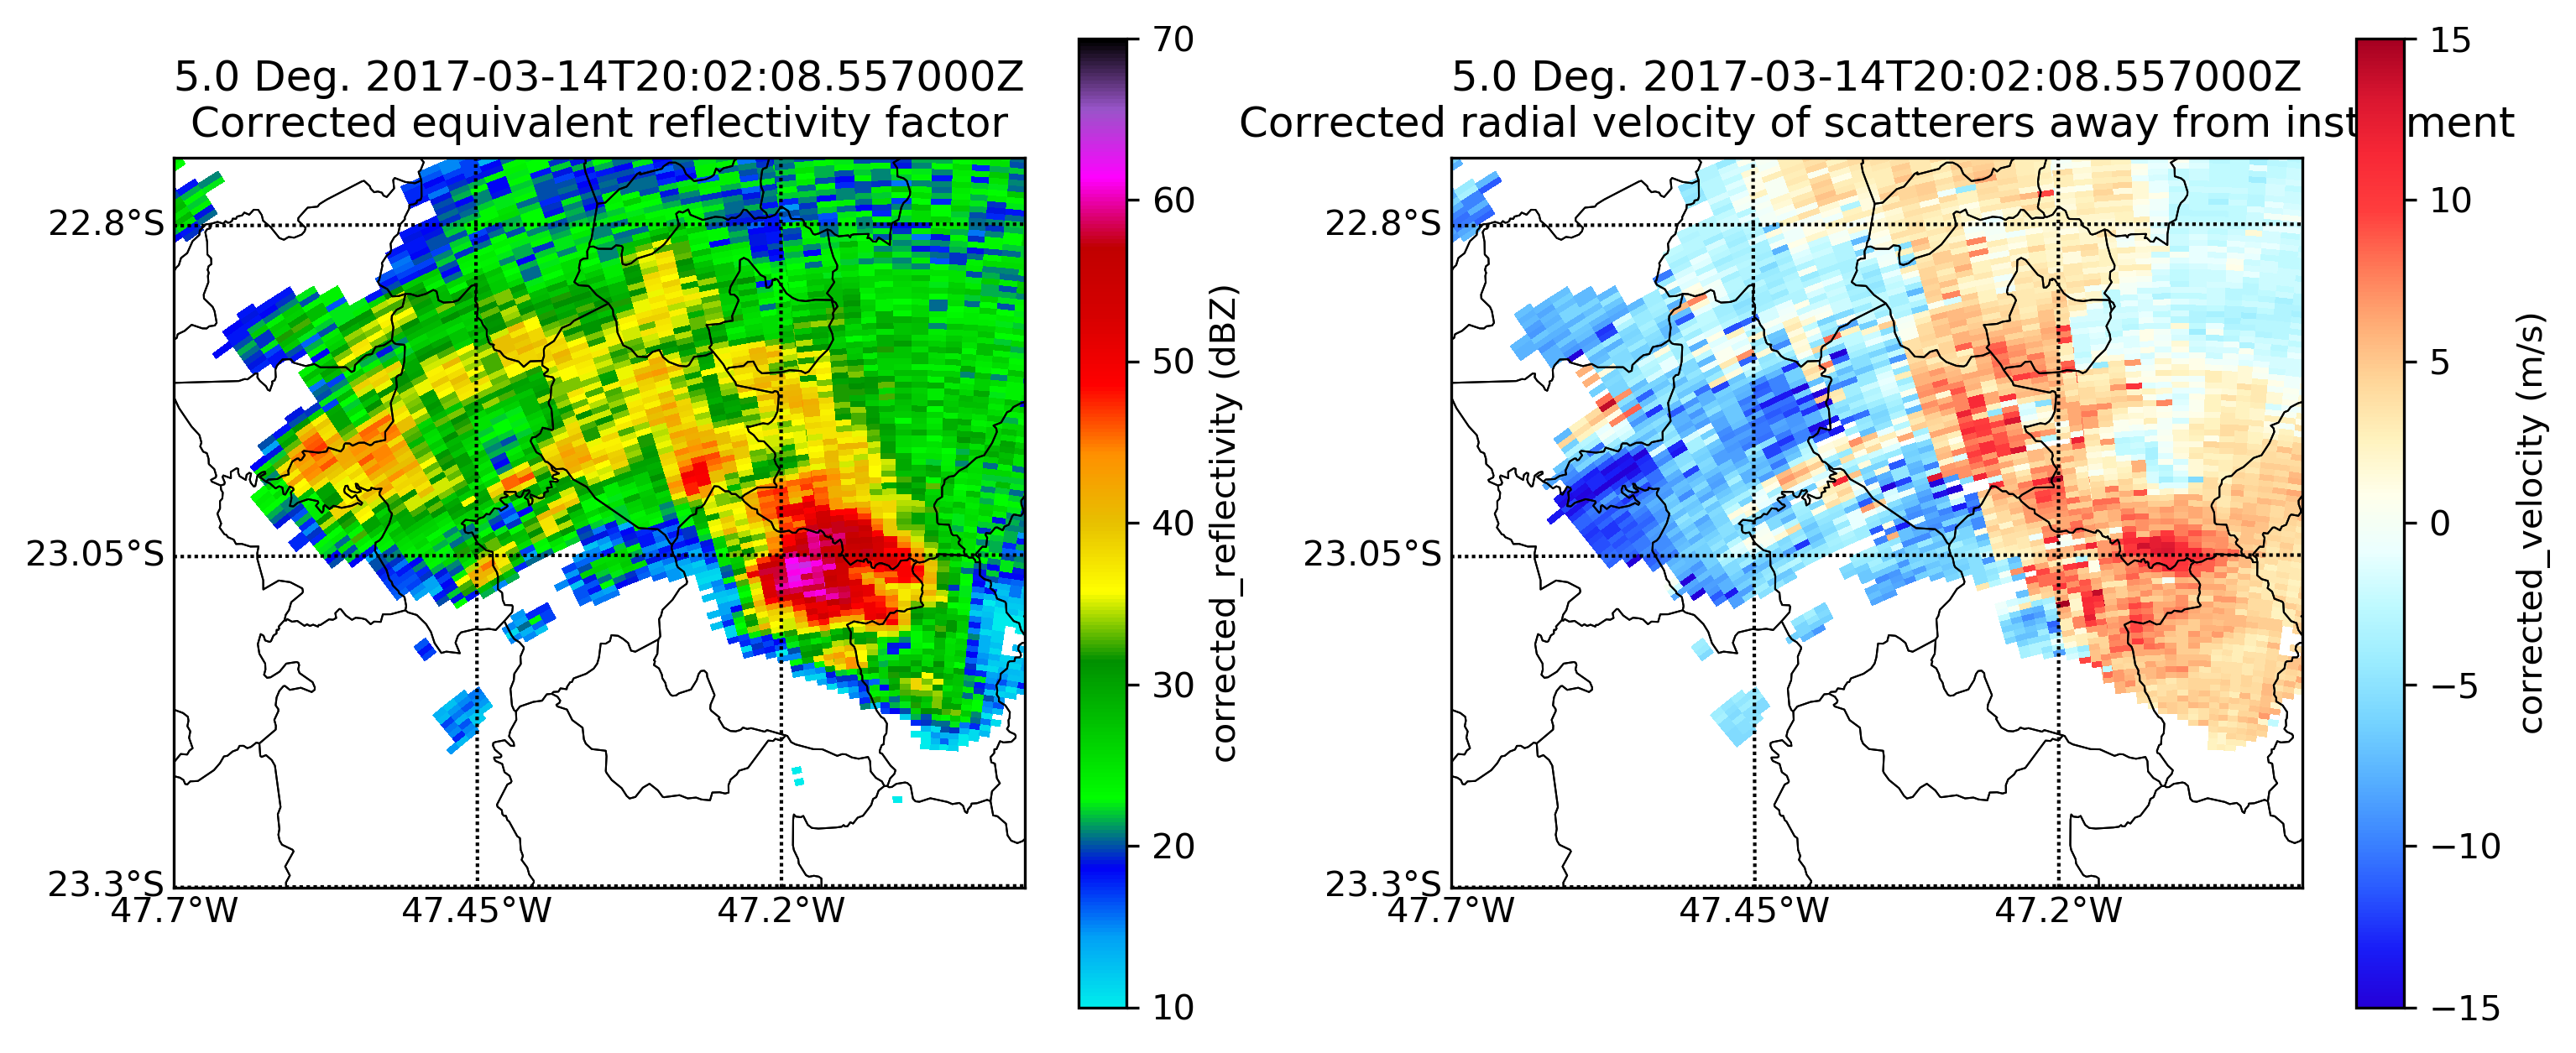 5.0 Deg. 2017-03-14T20:02:08.557000Z
Corrected equivalent reflectivity factor
22.8°S
23.05°S
23.3°S
47.7°W
47.45°W
47.2°W
70
60
50
40
30
20
10
corrected_reflectivity (dBZ)
5.0 Deg. 2017-03-14T20:02:08.557000Z
Corrected radial velocity of scatterers away from inst ment
22.8°S
23.05°S
23.3°S
47.7°W
47.45°W
47.2°W
15
10
5
0
−5
−10
−15
corrected_velocity (m/s)